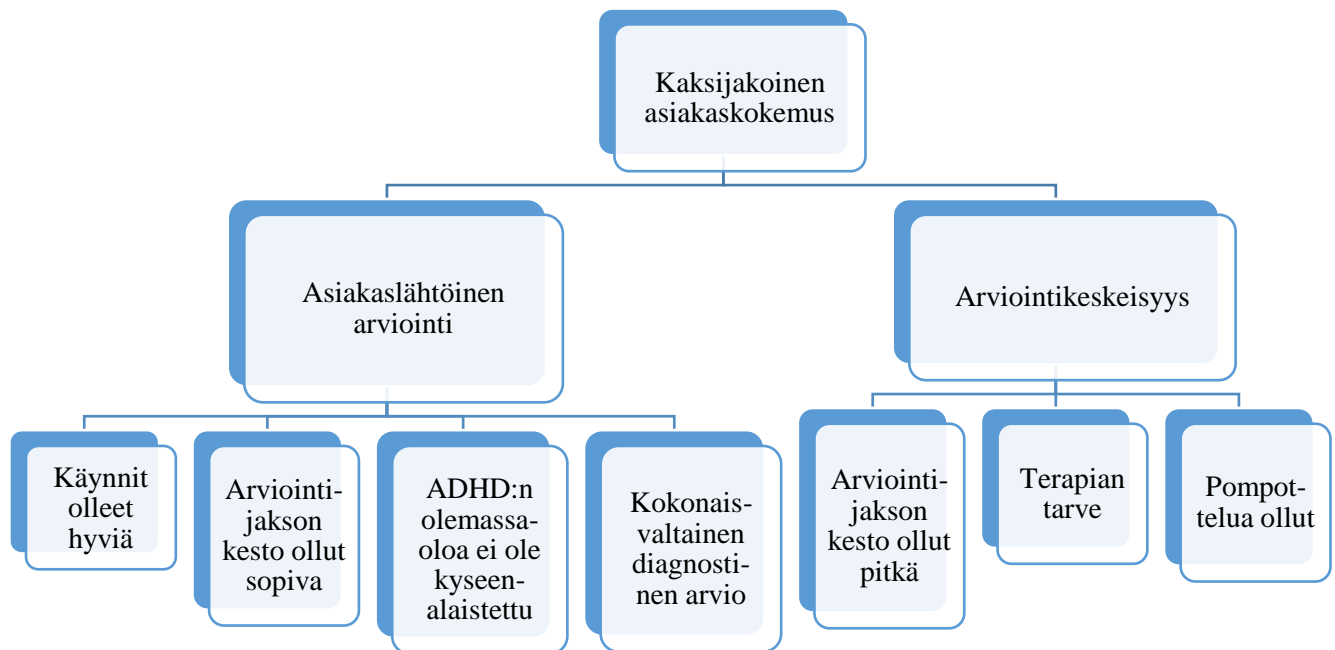 Kaksijakoinen
asiakaskokemus
Asiakaslähtöinen
arviointi
Arviointikeskeisyys
Käynnit
olleet
hyviä
Arviointi-
jakson
kesto ollut
sopiva
ADHD:n
olemassa-
oloa ei ole
kyseen-
alaistettu
Kokonais-
valtainen
diagnosti-
nen arvio
Arviointi-
jakson
kesto ollut
pitkä
Terapian
tarve
Pompot-
telua ollut